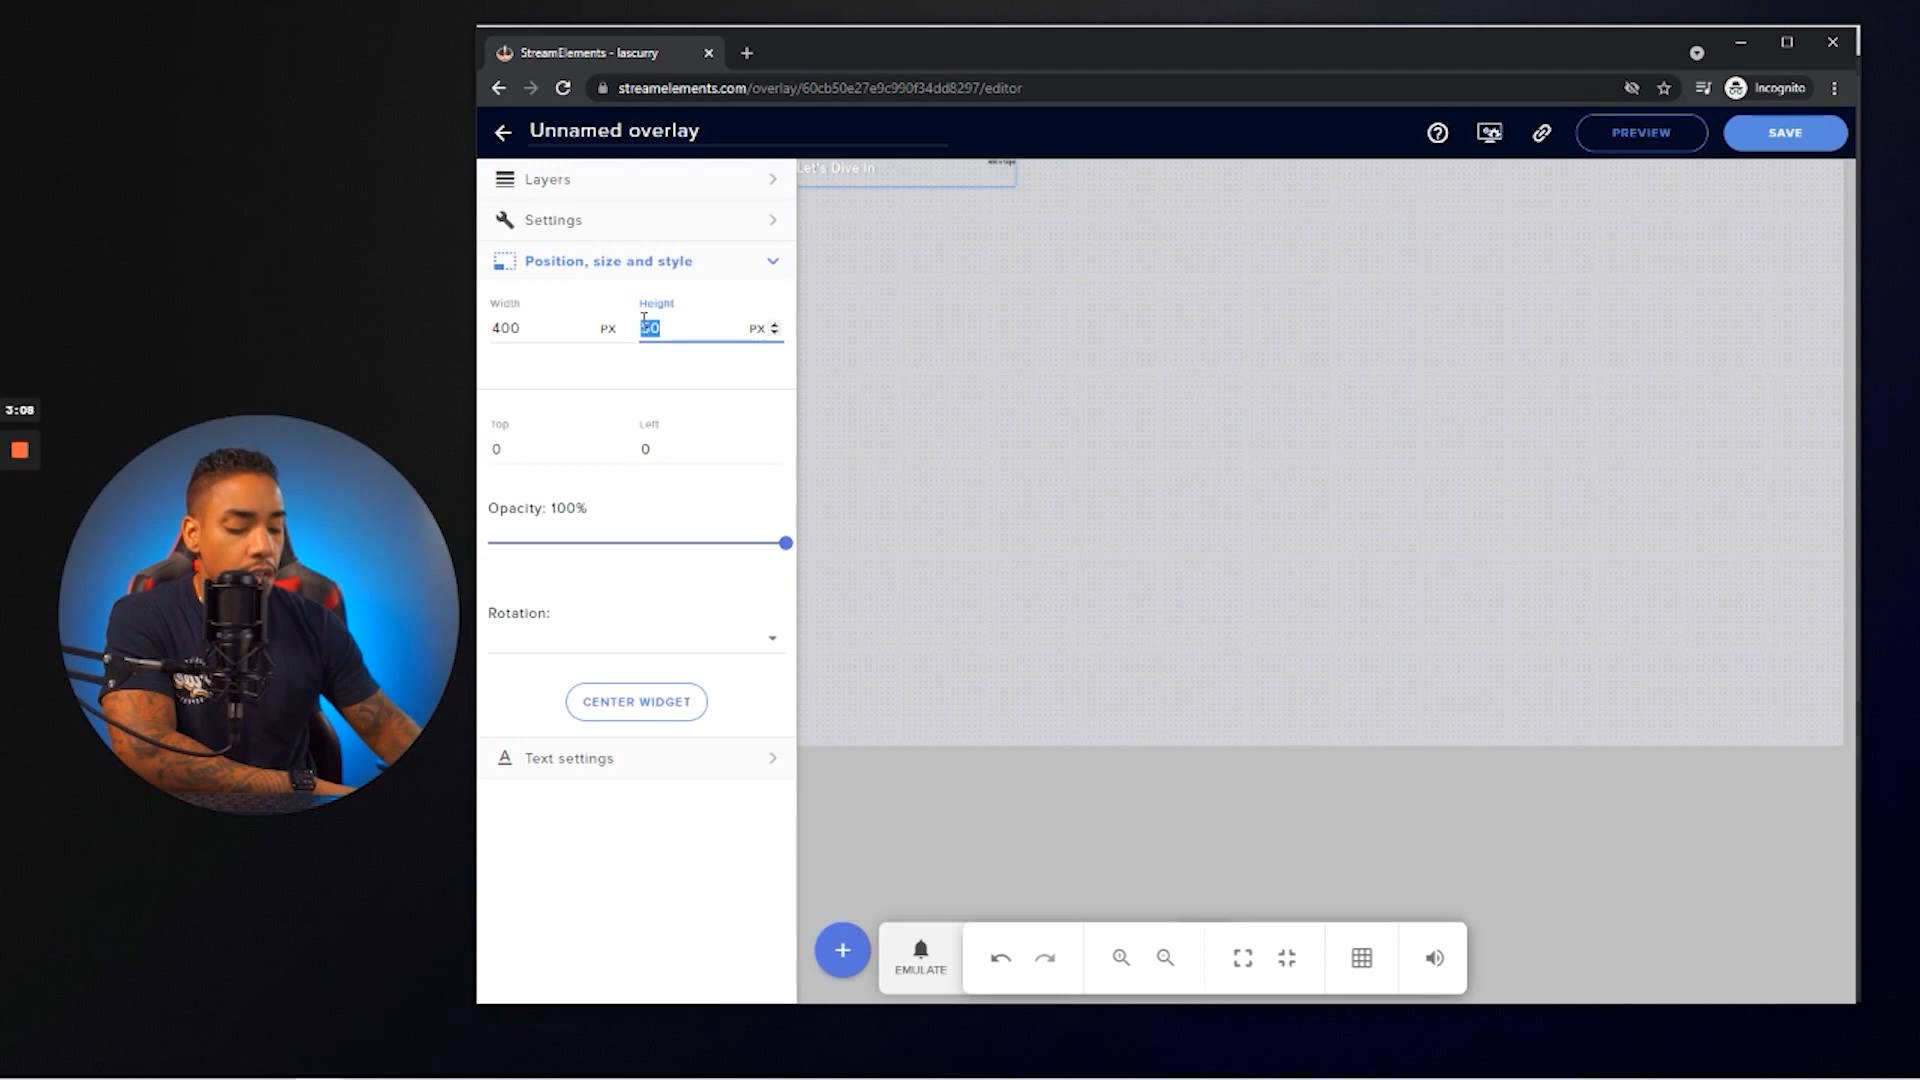 StreamElements - lascurry
streamelements.com/overlay/60cb50e27e9c990f34dd8297/editor
Incognito
Unnamed overlay
PREVIEW
SAVE
Layers
Let's Dive In
Settings
Position, size and style
Width
Height
400
PX
50
PX
3:08
Top
Left
0
0
Opacity: 100%
Rotation:
CENTER WIDGET
Text settings
EMULATE